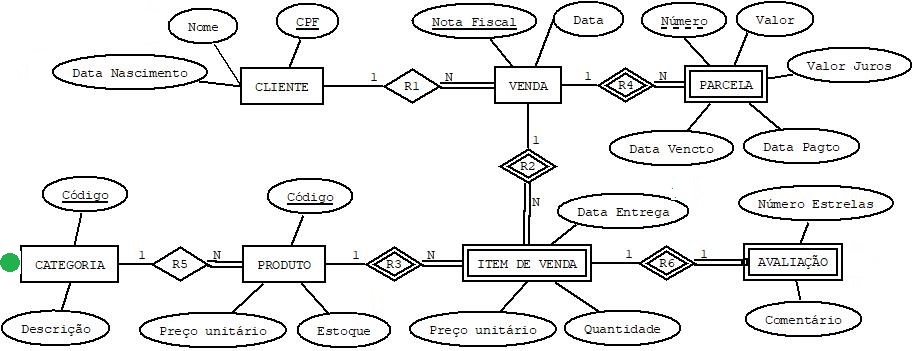 CPF
Nome
Nota Fiscal
Data
Número
Valor
Data Nascimento
Valor Juros
CLIENTE
1
R1
N
VENDA
1
R4
N
PARCELA
Data Vencto
Data Pagto
1
R2
N
Código
Código
Data Entrega
Número Estrelas
CATEGORIA
1
R5
N
PRODUTO
1
R3
N
ITEM DE VENDA
1
R6
1
AVALIAÇÃO
Descrição
Preço unitário
Estoque
Preço unitário
Quantidade
Comentário